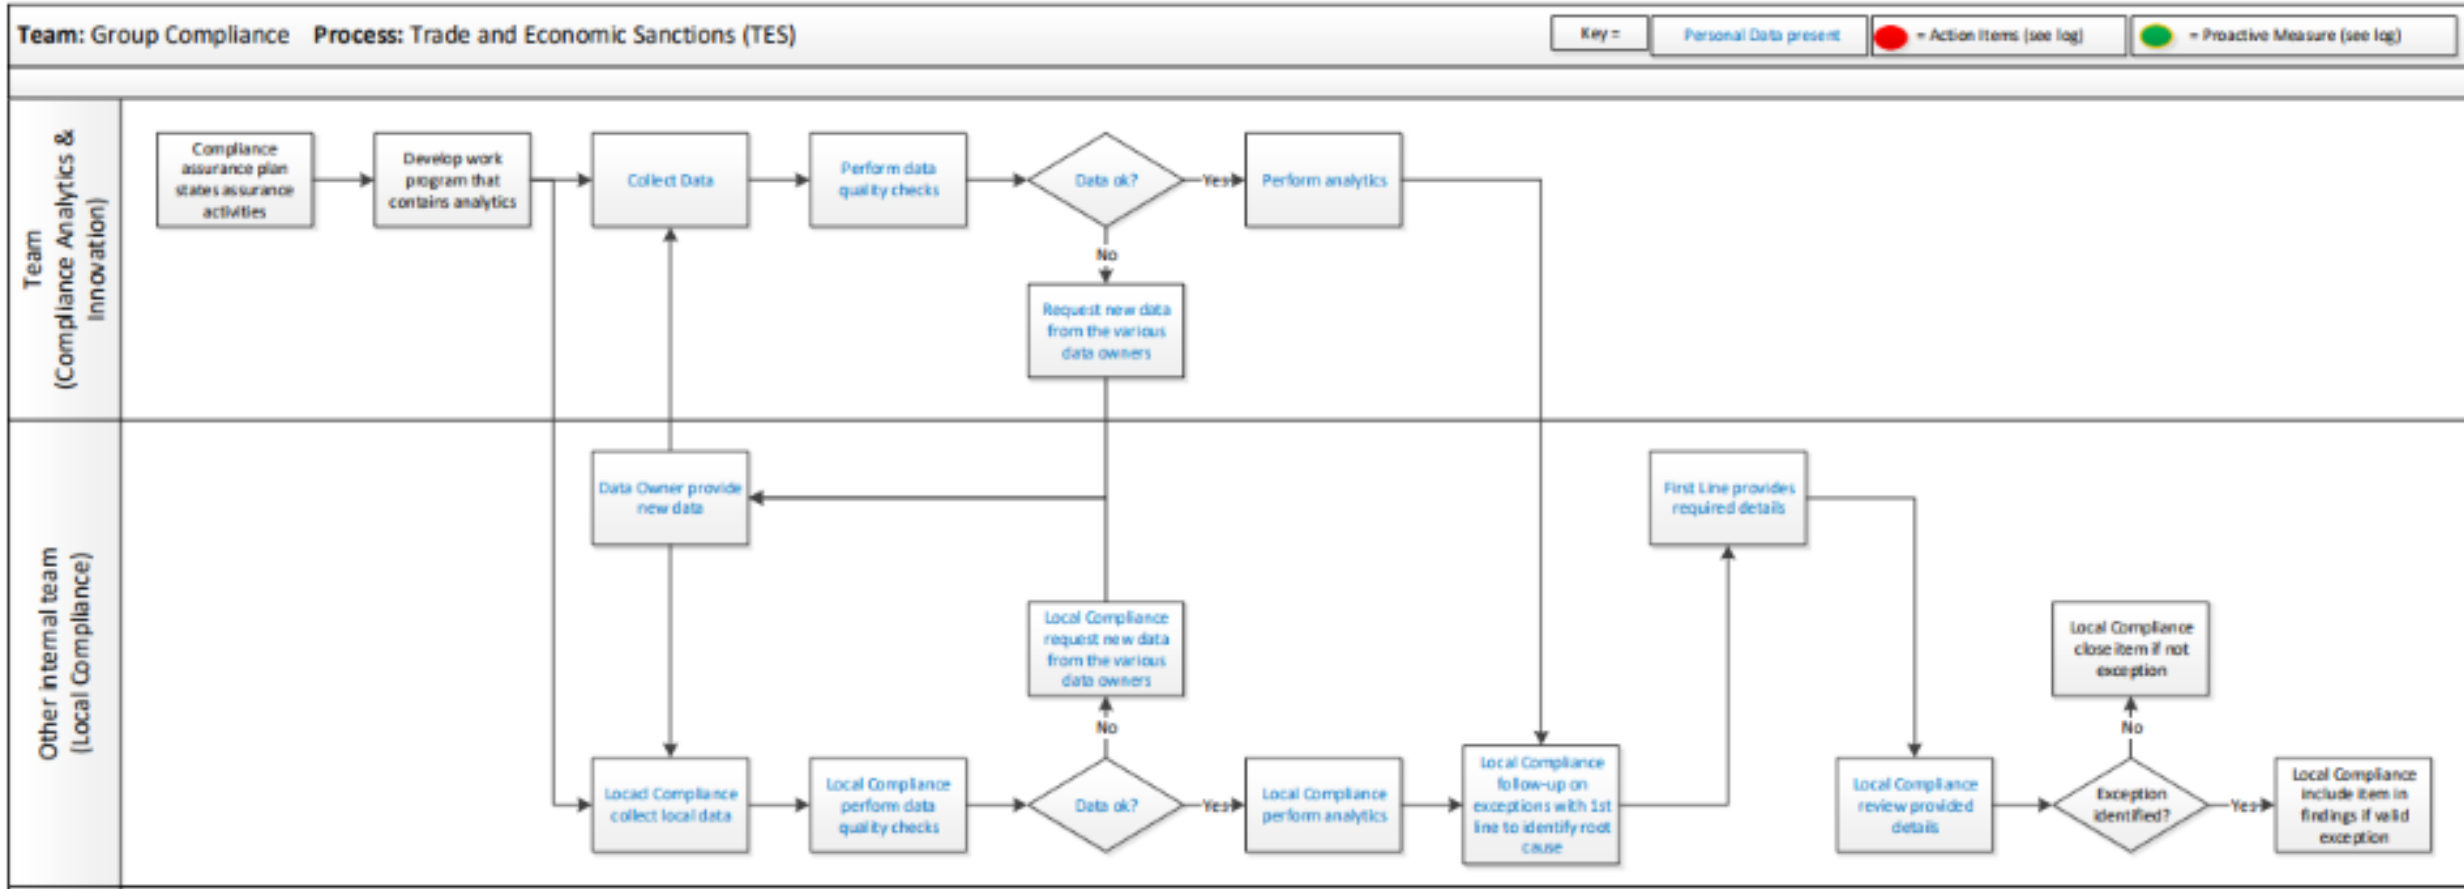 Team: Group Compliance Process: Trade and Economic Sanctions (TES)
Key =
Personal Data present
= Action Items (see log)
= Proactive Measure (see log)
Team
(Compliance Analytics &
Innovation)
Compliance
assurance plan
states assurance
activities
Develop work
program that
contains analytics
Collect Data
Perform data
quality checks
Data ok?
Yes
Perform analytics
No
Request new data
from the various
data owners
Other internal team
(Local Compliance)
Data Owner provide
new data
First Line provides
required details
Local Compliance
request new data
from the various
data owners
Local Compliance
close item if not
exception
No
No
Locad Compliance
collect local data
Local Compliance
perform data
quality checks
Data ok?
Yes
Local Compliance
perform analytics
Local Compliance
follow-up on
exceptions with 1st
line to identify root
cause
Local Compliance
review provided
details
Exception
identified?
Yes
Local Compliance
include item in
findings if valid
exception